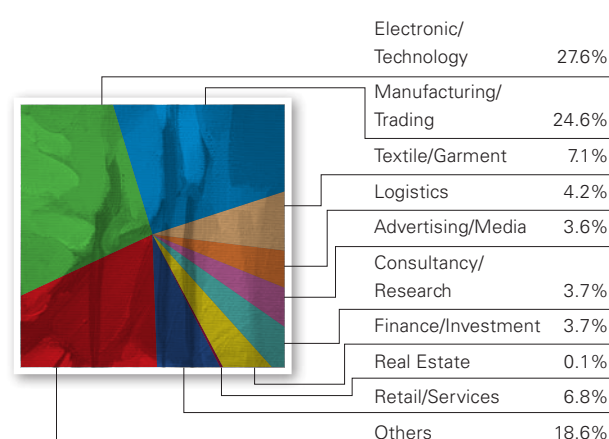 Electronic/
Technology 27.6%
Manufacturing/
Trading 24.6%
Textile/Garment 7.1%
Logistics 4.2%
Advertising/Media 3.6%
Consultancy/
Research 3.7%
Finance/Investment 3.7%
Real Estate 0.1%
Retail/Services 6.8%
Others 18.6%